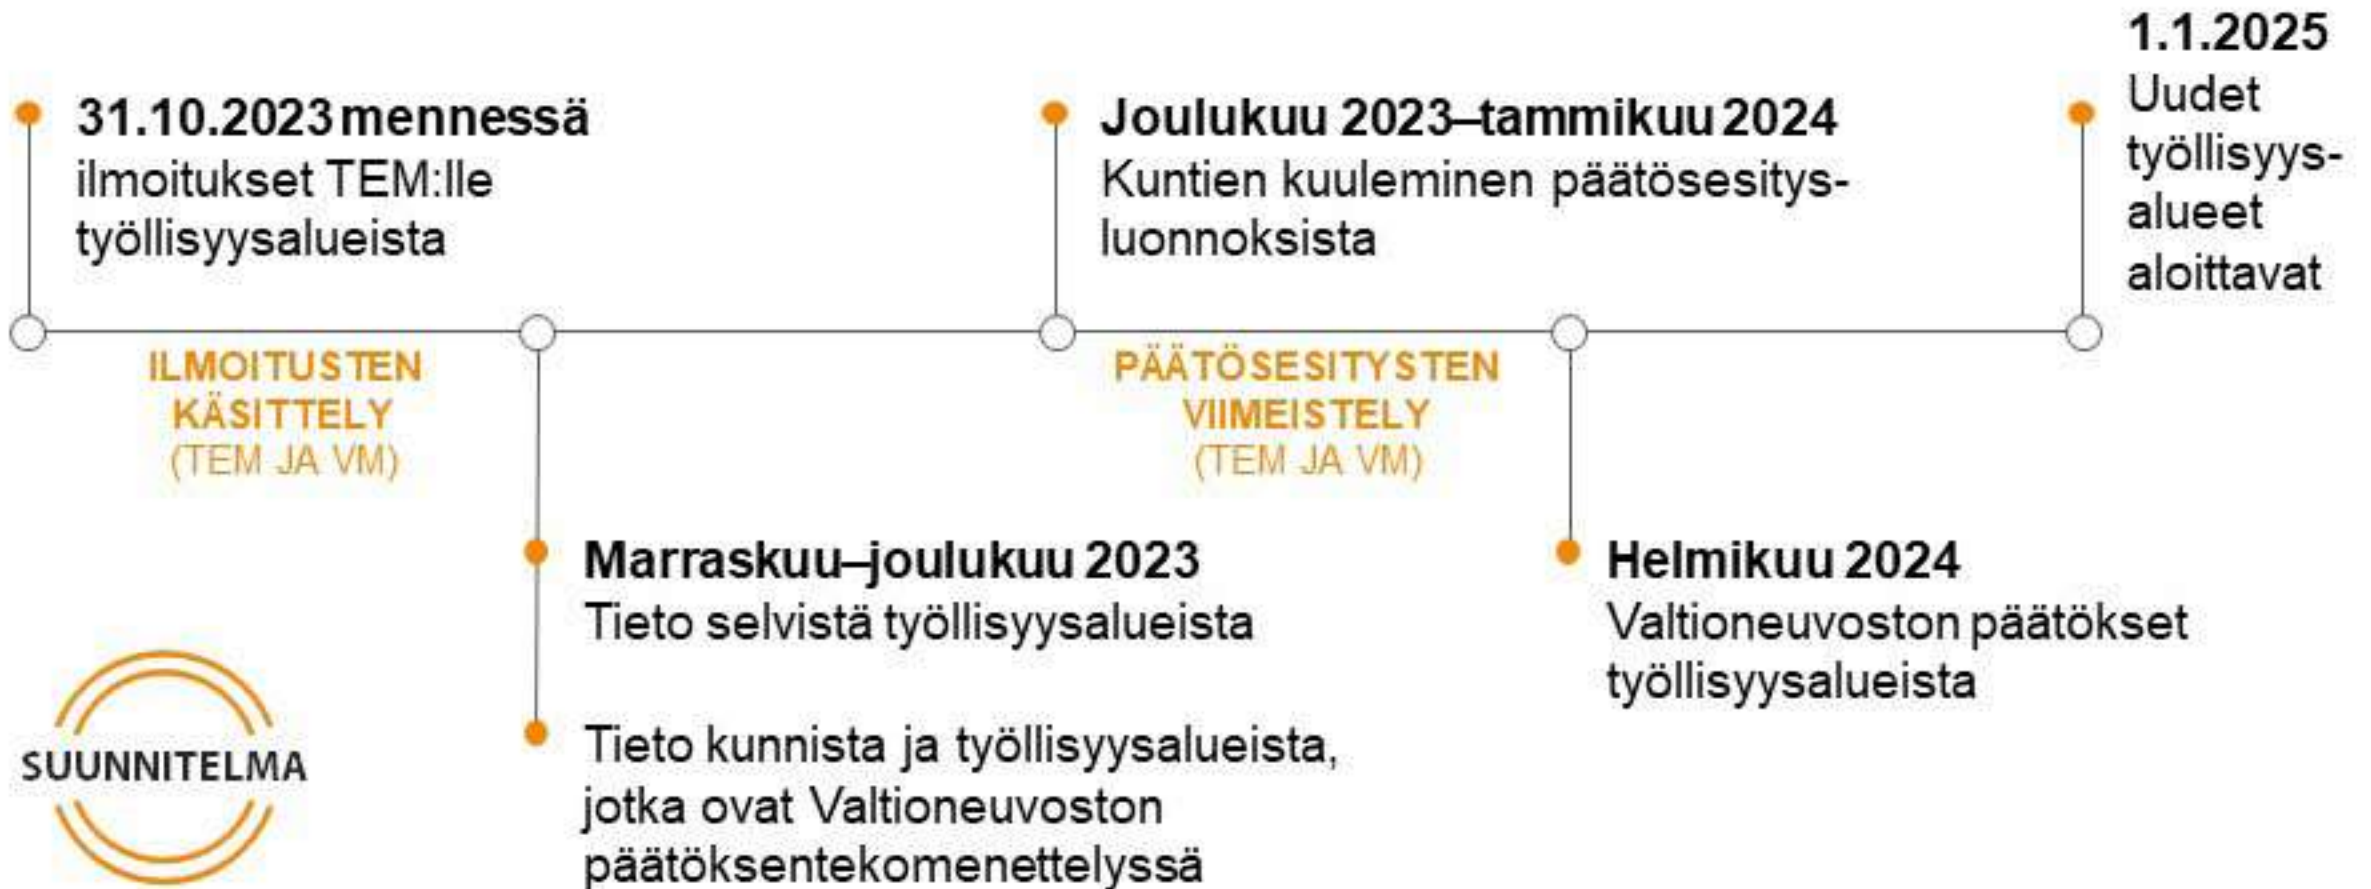 31.10.2023 mennessä
ilmoitukset TEM:lle
työllisyysalueista
ILMOITUSTEN
KÄSITTELY
(TEM JA VM)
Marraskuu–joulukuu 2023
Tieto selvistä työllisyysalueista
Tieto kunnista ja työllisyysalueista,
jotka ovat Valtioneuvoston
päätöksentekomenettelyssä
Joulukuu 2023–tammikuu 2024
Kuntien kuuleminen päätösesitys-
luonnoksista
PÄÄTÖSESITYSTEN
VIIMEISTELY
(TEM JA VM)
Helmikuu 2024
Valtioneuvoston päätökset
työllisyysalueista
1.1.2025
Uudet
työllisyys-
alueet
aloittavat
SUUNNITELMA